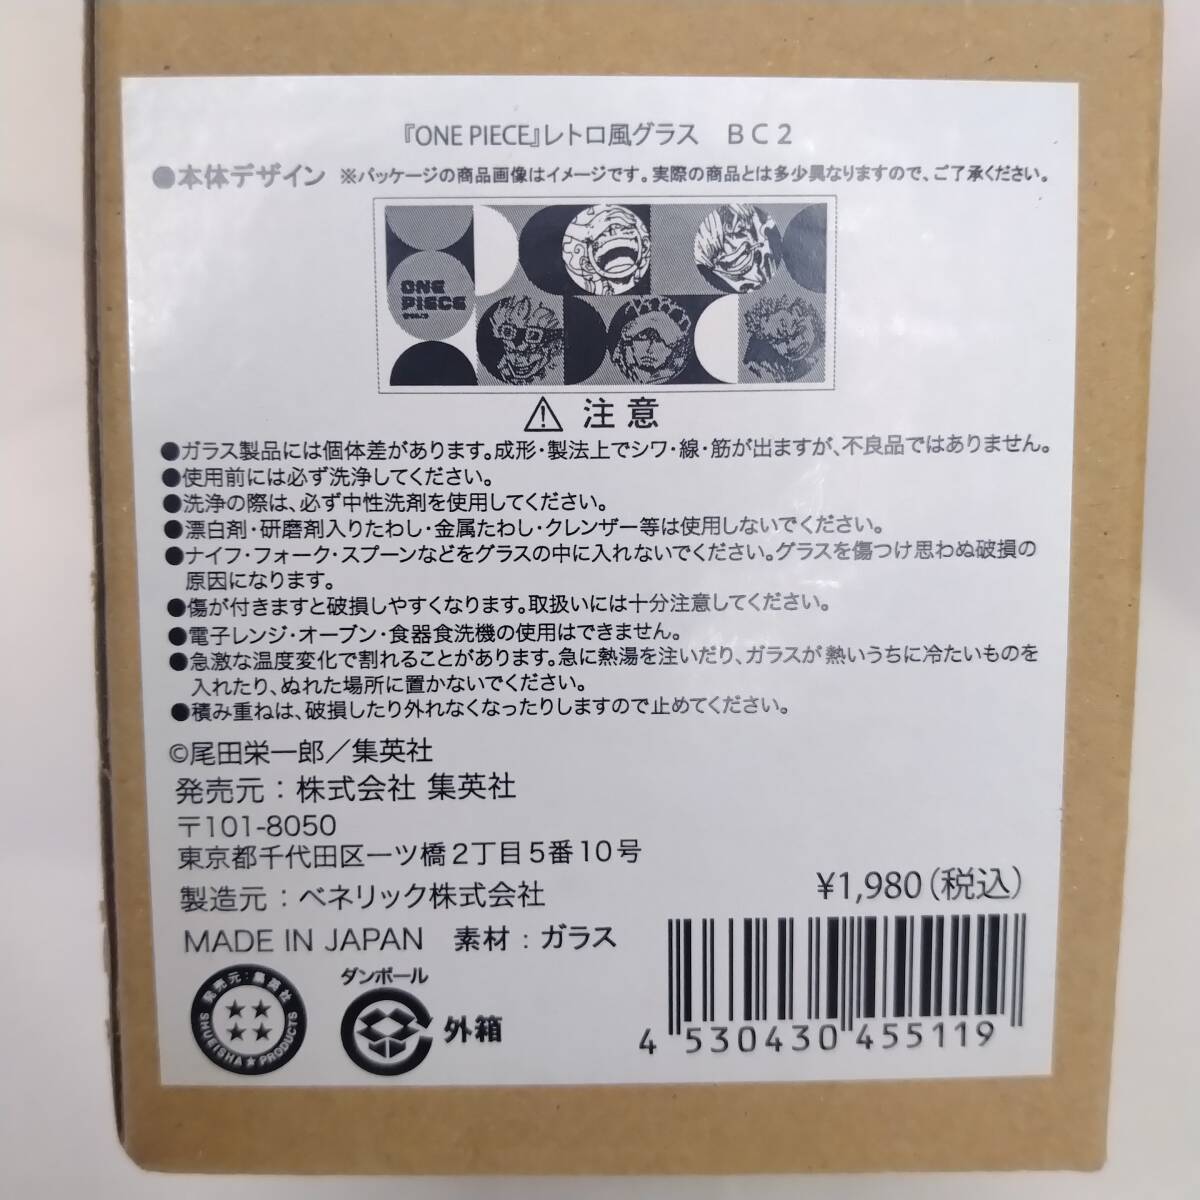 『ONE PIECE』レトロ風グラス　BC2
●本体デザイン ※パッケージの商品画像はイメージです。実際の商品とは多少異なりますので、ご了承ください。
ONE
PIECE
⚠ 注意
●ガラス製品には個体差があります。成形・製法上でシワ・線・筋が出ますが、不良品ではありません。
●使用前には必ず洗浄してください。
●洗浄の際は、必ず中性洗剤を使用してください。
●漂白剤・研磨剤入りたわし・金属たわし・クレンザー等は使用しないでください。
●ナイフ・フォーク・スプーンなどをグラスの中に入れないでください。グラスを傷つけ思わぬ破損の
原因になります。
●傷が付きますと破損しやすくなります。取扱いには十分注意してください。
●電子レンジ・オーブン・食器食洗機の使用はできません。
●急激な温度変化で割れることがあります。急に熱湯を注いだり、ガラスが熱いうちに冷たいものを
入れたり、ぬれた場所に置かないでください。
●積み重ねは、破損したり外れなくなったりしますので止めてください。
©尾田栄一郎／集英社
発売元：株式会社 集英社
〒101-8050
東京都千代田区一ツ橋2丁目5番10号
製造元：ベネリック株式会社
¥1,980(税込)
MADE IN JAPAN　素材：ガラス
発売元：集英社
SHUEISHA★PRODUCTS
ダンボール
外箱
4 530430 455119